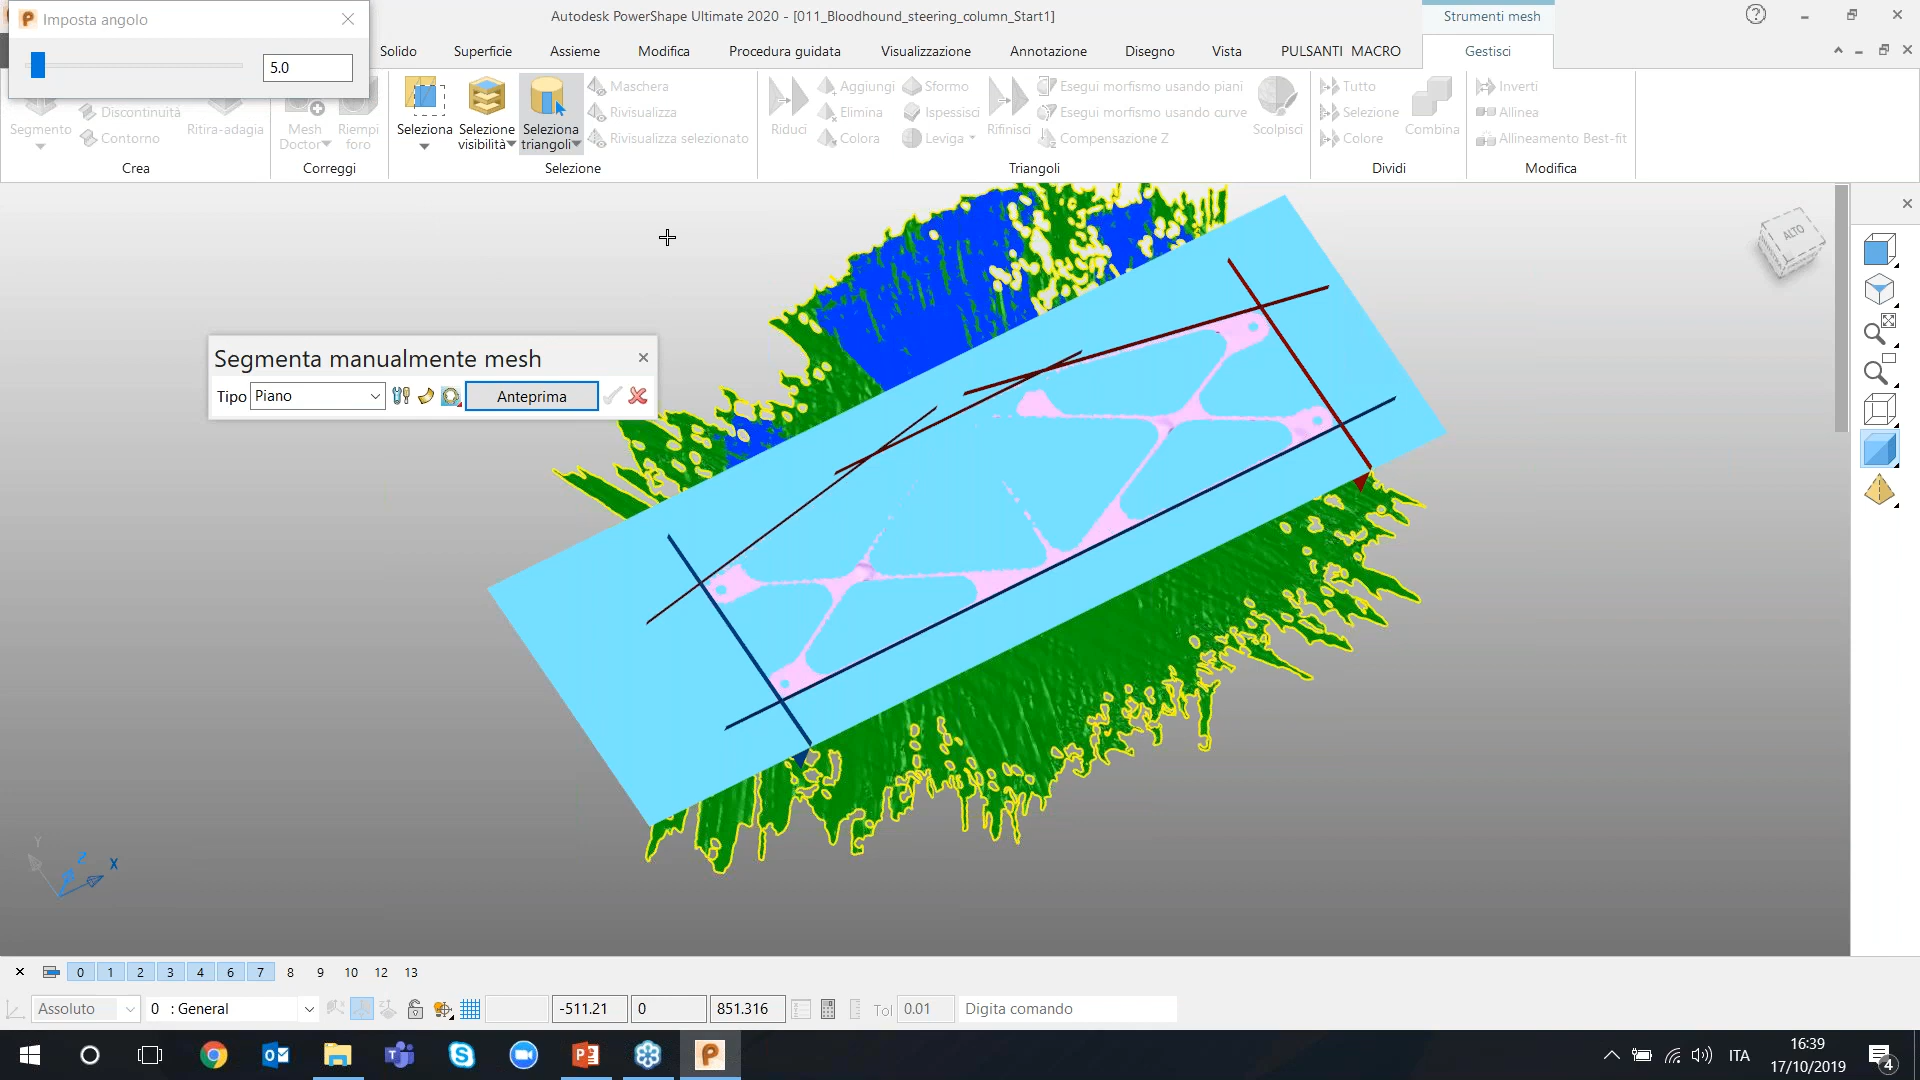 Imposta angolo
5.0
Autodesk PowerShape Ultimate 2020 - [011_Bloodhound_steering_column_Start1]
Strumenti mesh
Solido Superficie Assieme Modifica Procedura guidata Visualizzazione Annotazione Disegno Vista PULSANTI MACRO Gestisci
Segmento
Discontinuità
Contorno
Ritira-adagia
Crea
Mesh Doctor
Riempi foro
Correggi
Seleziona
Selezione visibilità
Seleziona triangoli
Maschera
Rivisualizza
Rivisualizza selezionato
Selezione
Riduci
Aggiungi
Elimina
Colora
Sformo
Ispessisci
Leviga
Rifinisci
Esegui morfismo usando piani
Esegui morfismo usando curve
Compensazione Z
Scolpisci
Triangoli
Tutto
Selezione
Colore
Combina
Dividi
Inverti
Allinea
Allineamento Best-fit
Modifica
ALTO
Segmenta manualmente mesh
Tipo Piano Anteprima
Y Z X
0 1 2 3 4 6 7 8 9 10 12 13
Assoluto 0 : General -511.21 0 851.316 Tol 0.01 Digita comando
ITA
16:39
17/10/2019
4